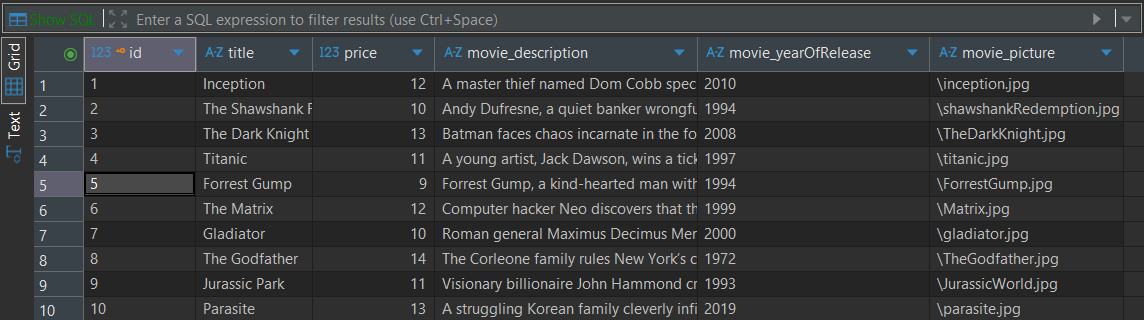 Show SQL Enter a SQL expression to filter results (use Ctrl+Space)
Grid
Text
123 id A-Z title 123 price A-Z movie_description A-Z movie_yearOfRelease A-Z movie_picture
1 1 Inception 12 A master thief named Dom Cobb spec 2010 \inception.jpg
2 2 The Shawshank R 10 Andy Dufresne, a quiet banker wrongfu 1994 \shawshankRedemption.jpg
3 3 The Dark Knight 13 Batman faces chaos incarnate in the fo 2008 \TheDarkKnight.jpg
4 4 Titanic 11 A young artist, Jack Dawson, wins a tick 1997 \titanic.jpg
5 5 Forrest Gump 9 Forrest Gump, a kind-hearted man with 1994 \ForrestGump.jpg
6 6 The Matrix 12 Computer hacker Neo discovers that th 1999 \Matrix.jpg
7 7 Gladiator 10 Roman general Maximus Decimus Mer 2000 \gladiator.jpg
8 8 The Godfather 14 The Corleone family rules New York's c 1972 \TheGodfather.jpg
9 9 Jurassic Park 11 Visionary billionaire John Hammond cr 1993 \JurassicWorld.jpg
10 10 Parasite 13 A struggling Korean family cleverly infi 2019 \parasite.jpg